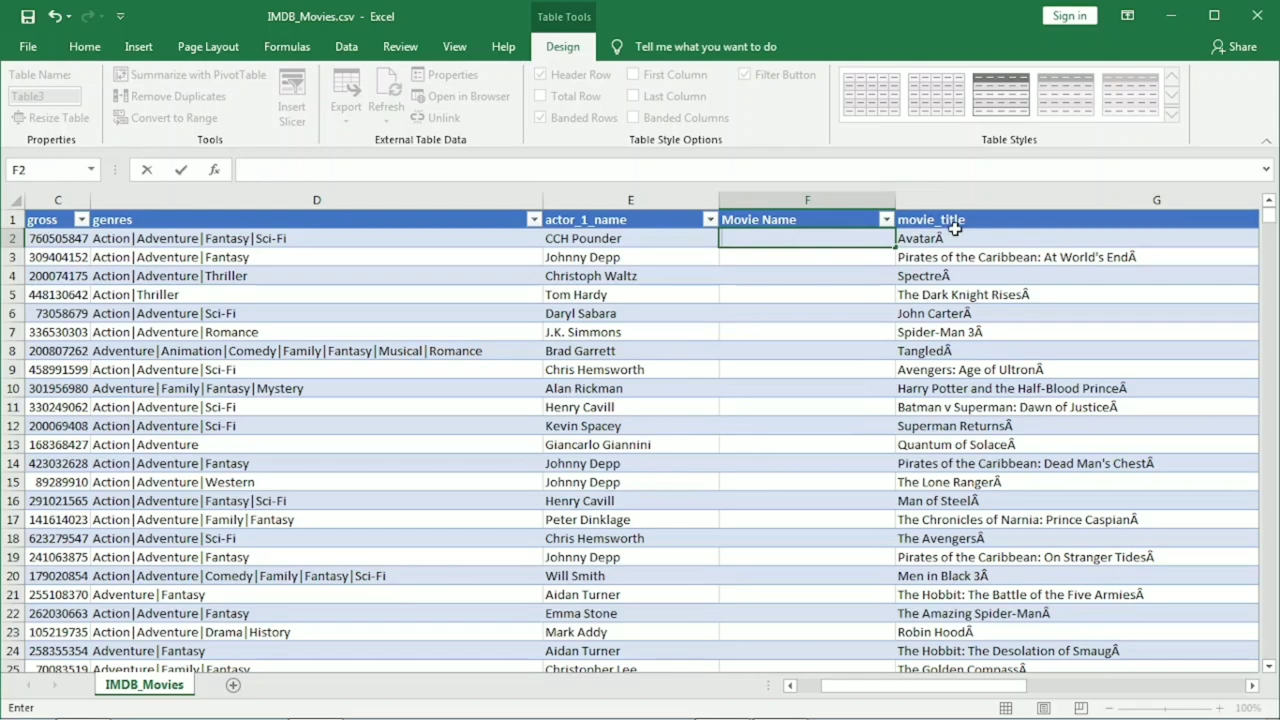 IMDB_Movies.csv - Excel
Table Tools
Sign in
File Home Insert Page Layout Formulas Data Review View Help Design Tell me what you want to do Share
Table Name:
Table3
Resize Table
Properties
Summarize with PivotTable
Remove Duplicates
Convert to Range
Tools
Insert
Slicer
Export Refresh
Properties
Open in Browser
Unlink
External Table Data
Header Row First Column Filter Button
Total Row Last Column
Banded Rows Banded Columns
Table Style Options
Table Styles
F2 fx
C D E F G
1 gross genres actor_1_name Movie Name movie_title
2 760505847 Action|Adventure|Fantasy|Sci-Fi CCH Pounder AvatarÂ
3 309404152 Action|Adventure|Fantasy Johnny Depp Pirates of the Caribbean: At World's EndÂ
4 200074175 Action|Adventure|Thriller Christoph Waltz SpectreÂ
5 448130642 Action|Thriller Tom Hardy The Dark Knight RisesÂ
6 73058679 Action|Adventure|Sci-Fi Daryl Sabara John CarterÂ
7 336530303 Action|Adventure|Romance J.K. Simmons Spider-Man 3Â
8 200807262 Adventure|Animation|Comedy|Family|Fantasy|Musical|Romance Brad Garrett TangledÂ
9 458991599 Action|Adventure|Sci-Fi Chris Hemsworth Avengers: Age of UltronÂ
10 301956980 Adventure|Family|Fantasy|Mystery Alan Rickman Harry Potter and the Half-Blood PrinceÂ
11 330249062 Action|Adventure|Sci-Fi Henry Cavill Batman v Superman: Dawn of JusticeÂ
12 200069408 Action|Adventure|Sci-Fi Kevin Spacey Superman ReturnsÂ
13 168368427 Action|Adventure Giancarlo Giannini Quantum of SolaceÂ
14 423032628 Action|Adventure|Fantasy Johnny Depp Pirates of the Caribbean: Dead Man's ChestÂ
15 89289910 Action|Adventure|Western Johnny Depp The Lone RangerÂ
16 291021565 Action|Adventure|Fantasy|Sci-Fi Henry Cavill Man of SteelÂ
17 141614023 Action|Adventure|Family|Fantasy Peter Dinklage The Chronicles of Narnia: Prince CaspianÂ
18 623279547 Action|Adventure|Sci-Fi Chris Hemsworth The AvengersÂ
19 241063875 Action|Adventure|Fantasy Johnny Depp Pirates of the Caribbean: On Stranger TidesÂ
20 179020854 Action|Adventure|Comedy|Family|Fantasy|Sci-Fi Will Smith Men in Black 3Â
21 255108370 Adventure|Fantasy Aidan Turner The Hobbit: The Battle of the Five ArmiesÂ
22 262030663 Action|Adventure|Fantasy Emma Stone The Amazing Spider-ManÂ
23 105219735 Action|Adventure|Drama|History Mark Addy Robin HoodÂ
24 258355354 Adventure|Fantasy Aidan Turner The Hobbit: The Desolation of SmaugÂ
25 70083519 Adventure|Family|Fantasy Christopher Lee The Golden CompassÂ
IMDB_Movies
Enter 100%